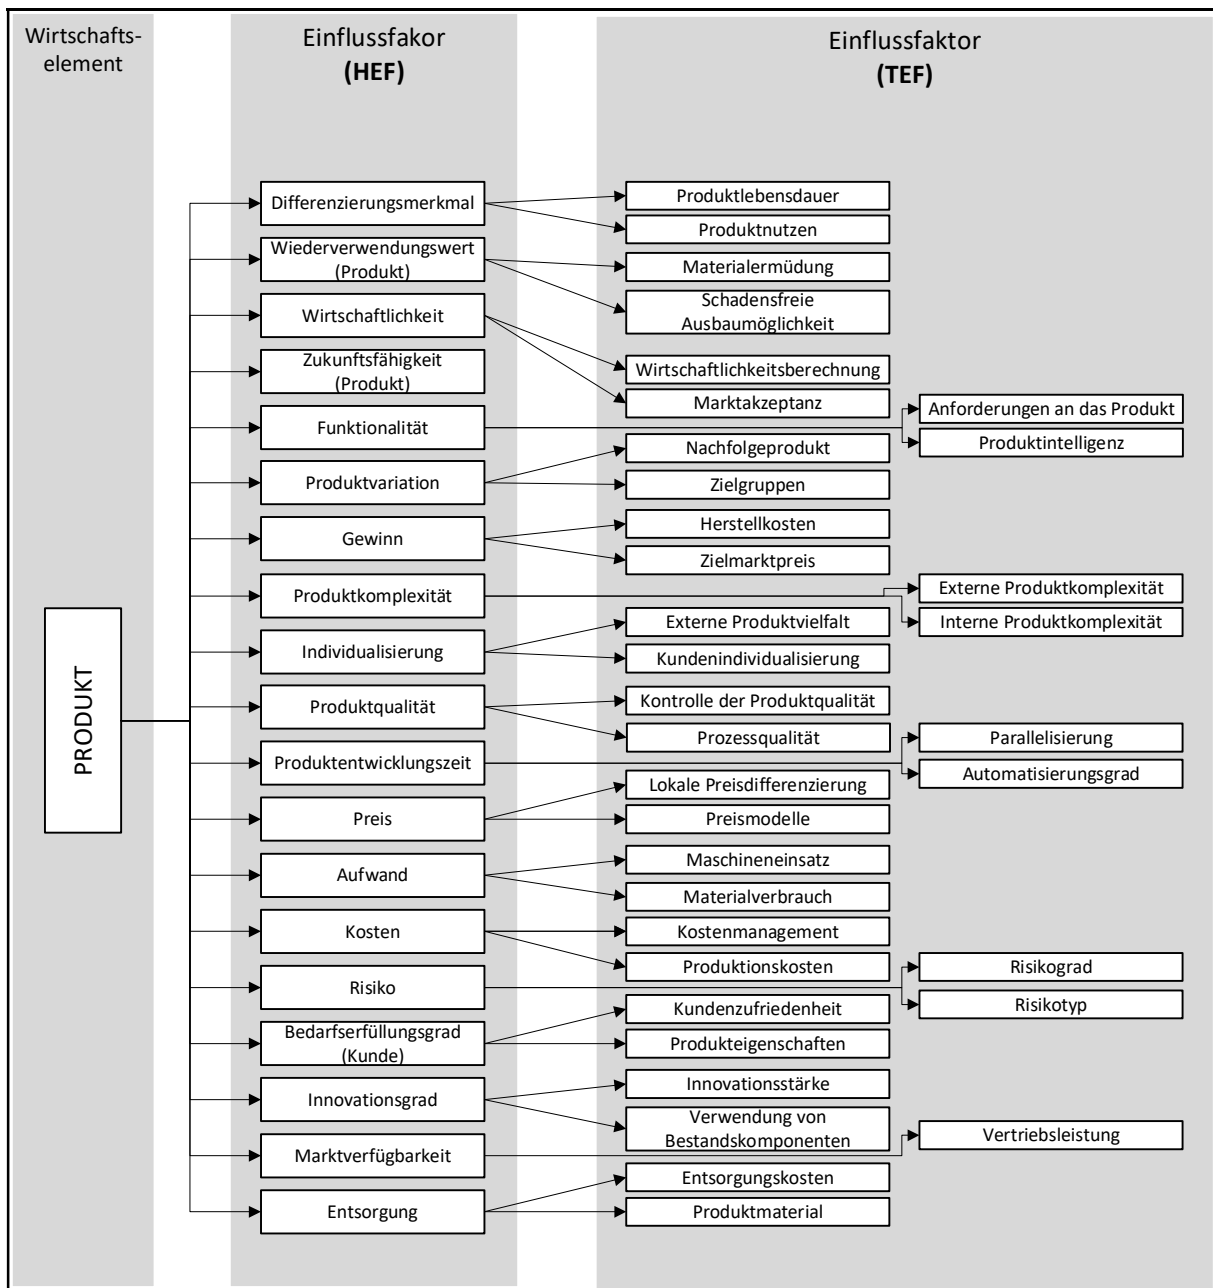 Wirtschafts-
element
Einflussfakor
(HEF)
Einflussfaktor
(TEF)
PRODUKT
Differenzierungsmerkmal
Wiederverwendungswert
(Produkt)
Wirtschaftlichkeit
Zukunftsfähigkeit
(Produkt)
Funktionalität
Produktvariation
Gewinn
Produktkomplexität
Individualisierung
Produktqualität
Produktentwicklungszeit
Preis
Aufwand
Kosten
Risiko
Bedarfserfüllungsgrad
(Kunde)
Innovationsgrad
Marktverfügbarkeit
Entsorgung
Produktlebensdauer
Produktnutzen
Materialermüdung
Schadensfreie
Ausbaumöglichkeit
Wirtschaftlichkeitsberechnung
Marktakzeptanz
Nachfolgeprodukt
Zielgruppen
Herstellkosten
Zielmarktpreis
Externe Produktvielfalt
Kundenindividualisierung
Kontrolle der Produktqualität
Prozessqualität
Lokale Preisdifferenzierung
Preismodelle
Maschineneinsatz
Materialverbrauch
Kostenmanagement
Produktionskosten
Kundenzufriedenheit
Produkteigenschaften
Innovationsstärke
Verwendung von
Bestandskomponenten
Entsorgungskosten
Produktmaterial
Anforderungen an das Produkt
Produktintelligenz
Externe Produktkomplexität
Interne Produktkomplexität
Parallelisierung
Automatisierungsgrad
Risikograd
Risikotyp
Vertriebsleistung